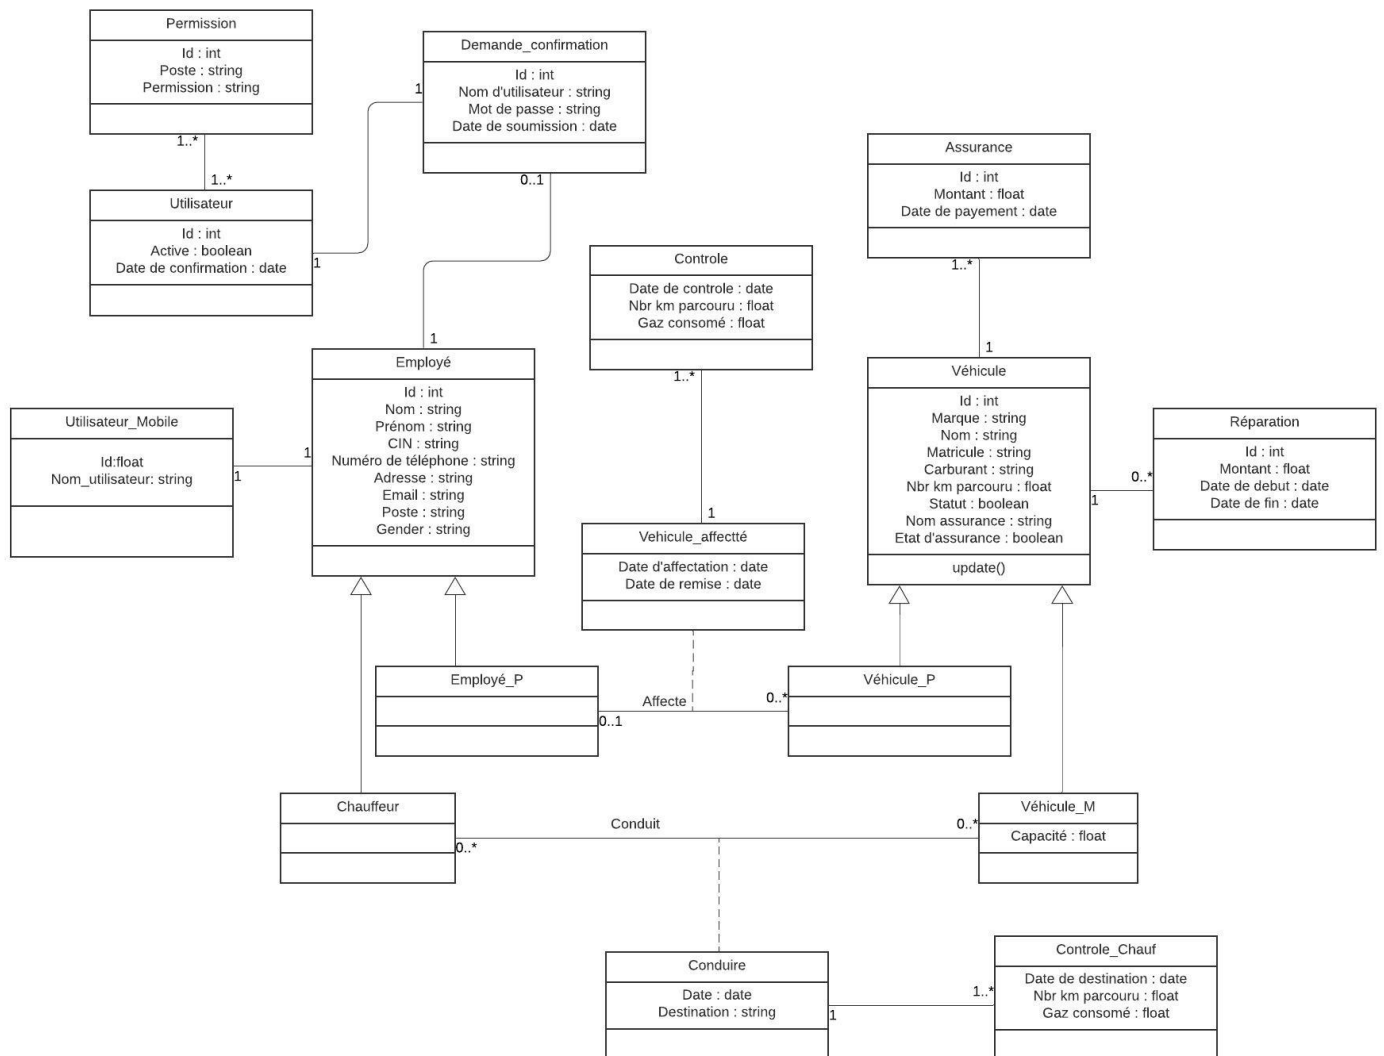 Permission
Id : int
Poste : string
Permission : string
1..*
1..*
Utilisateur
Id : int
Active : boolean
Date de confirmation : date
1
1
Demande_confirmation
Id : int
Nom d'utilisateur : string
Mot de passe : string
Date de soumission : date
0..1
1
Employé
Id : int
Nom : string
Prénom : string
CIN : string
Numéro de téléphone : string
Adresse : string
Email : string
Poste : string
Gender : string
1
1
Utilisateur_Mobile
Id:float
Nom_utilisateur: string
Controle
Date de controle : date
Nbr km parcouru : float
Gaz consomé : float
1..*
1
Vehicule_affectté
Date d'affectation : date
Date de remise : date
Assurance
Id : int
Montant : float
Date de payement : date
1..*
1
Véhicule
Id : int
Marque : string
Nom : string
Matricule : string
Carburant : string
Nbr km parcouru : float
Statut : boolean
Nom assurance : string
Etat d'assurance : boolean
update()
1
0..*
Réparation
Id : int
Montant : float
Date de debut : date
Date de fin : date
Employé_P
0..1
Affecte
0..*
Véhicule_P
Chauffeur
0..*
Conduit
0..*
Véhicule_M
Capacité : float
Conduire
Date : date
Destination : string
1
1..*
Controle_Chauf
Date de destination : date
Nbr km parcouru : float
Gaz consomé : float